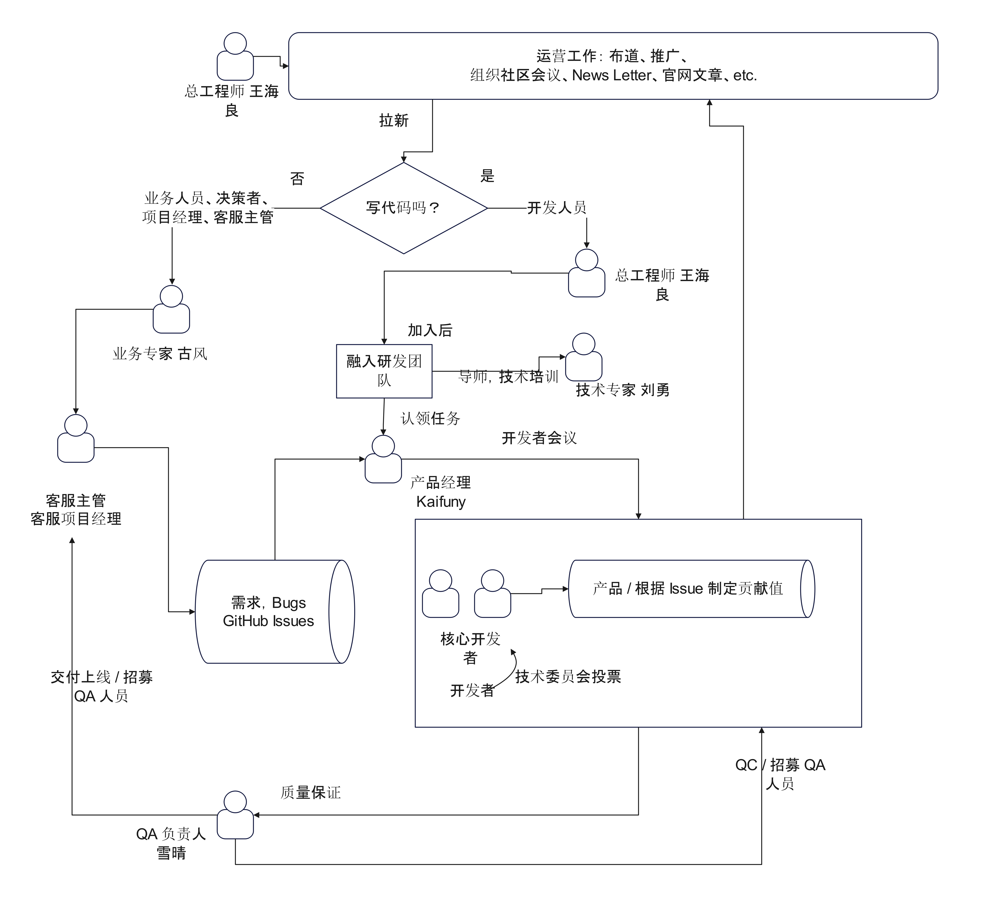 运营工作：布道、推广、
组织社区会议、News Letter、官网文章、etc.
总工程师 王海
良
拉新
否
是
业务人员、决策者、
项目经理、客服主管
写代码吗？
开发人员
总工程师 王海
良
加入后
业务专家 古风
融入研发团
队
导师，技术培训
技术专家 刘勇
认领任务
开发者会议
产品经理
Kaifuny
客服主管
客服项目经理
需求，Bugs
GitHub Issues
产品 / 根据 Issue 制定贡献值
核心开发
者
技术委员会投票
开发者
交付上线 / 招募
QA 人员
QC / 招募 QA
人员
质量保证
QA 负责人
雪晴